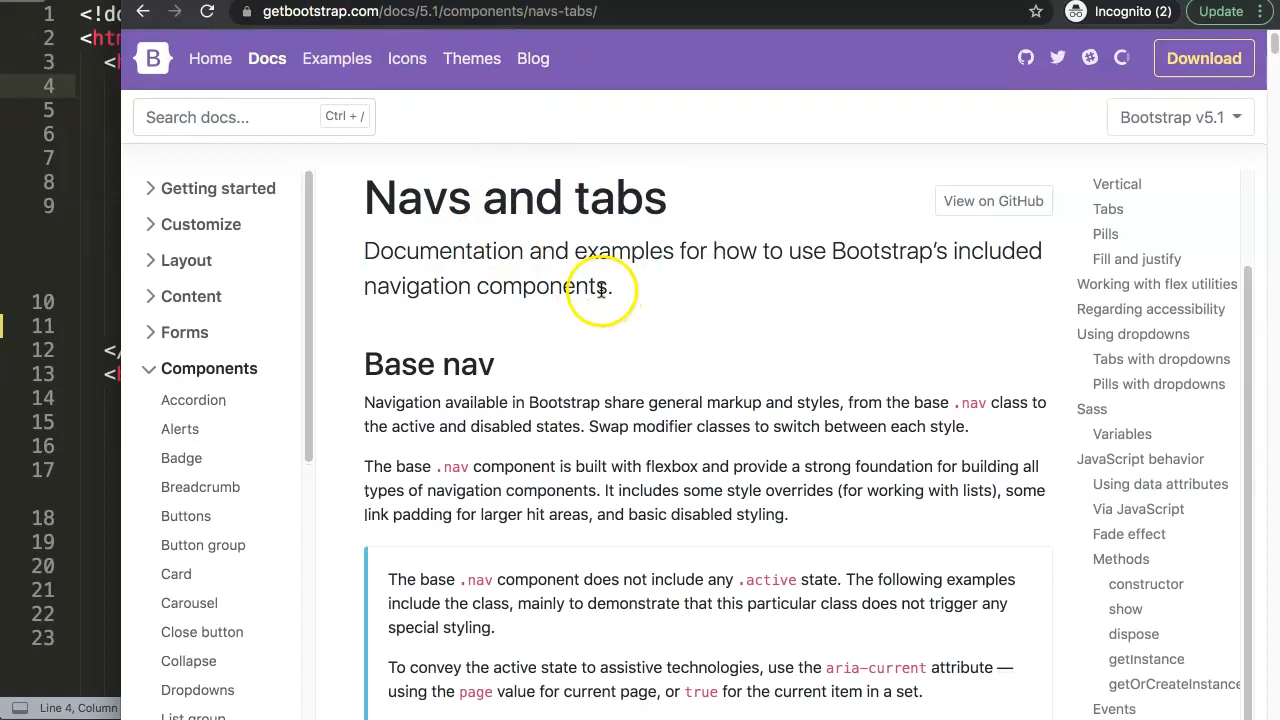 getbootstrap.com/docs/5.1/components/navs-tabs/
Incognito (2)
Update
B
Home
Docs
Examples
Icons
Themes
Blog
Download
Search docs...
Ctrl + /
Bootstrap v5.1
Getting started
Customize
Layout
Content
Forms
Components
Accordion
Alerts
Badge
Breadcrumb
Buttons
Button group
Card
Carousel
Close button
Collapse
Dropdowns
List group
Navs and tabs
View on GitHub
Documentation and examples for how to use Bootstrap’s included
navigation components.
Base nav
Navigation available in Bootstrap share general markup and styles, from the base .nav class to
the active and disabled states. Swap modifier classes to switch between each style.
The base .nav component is built with flexbox and provide a strong foundation for building all
types of navigation components. It includes some style overrides (for working with lists), some
link padding for larger hit areas, and basic disabled styling.
The base .nav component does not include any .active state. The following examples
include the class, mainly to demonstrate that this particular class does not trigger any
special styling.
To convey the active state to assistive technologies, use the aria-current attribute —
using the page value for current page, or true for the current item in a set.
Vertical
Tabs
Pills
Fill and justify
Working with flex utilities
Regarding accessibility
Using dropdowns
Tabs with dropdowns
Pills with dropdowns
Sass
Variables
JavaScript behavior
Using data attributes
Via JavaScript
Fade effect
Methods
constructor
show
dispose
getInstance
getOrCreateInstance
Events
1 <!do
2 <htm
3 <h
4
5
6
7
8
9
10
11
12 </
13 <b
14
15
16
17
18
19
20
21
22
23
Line 4, Column